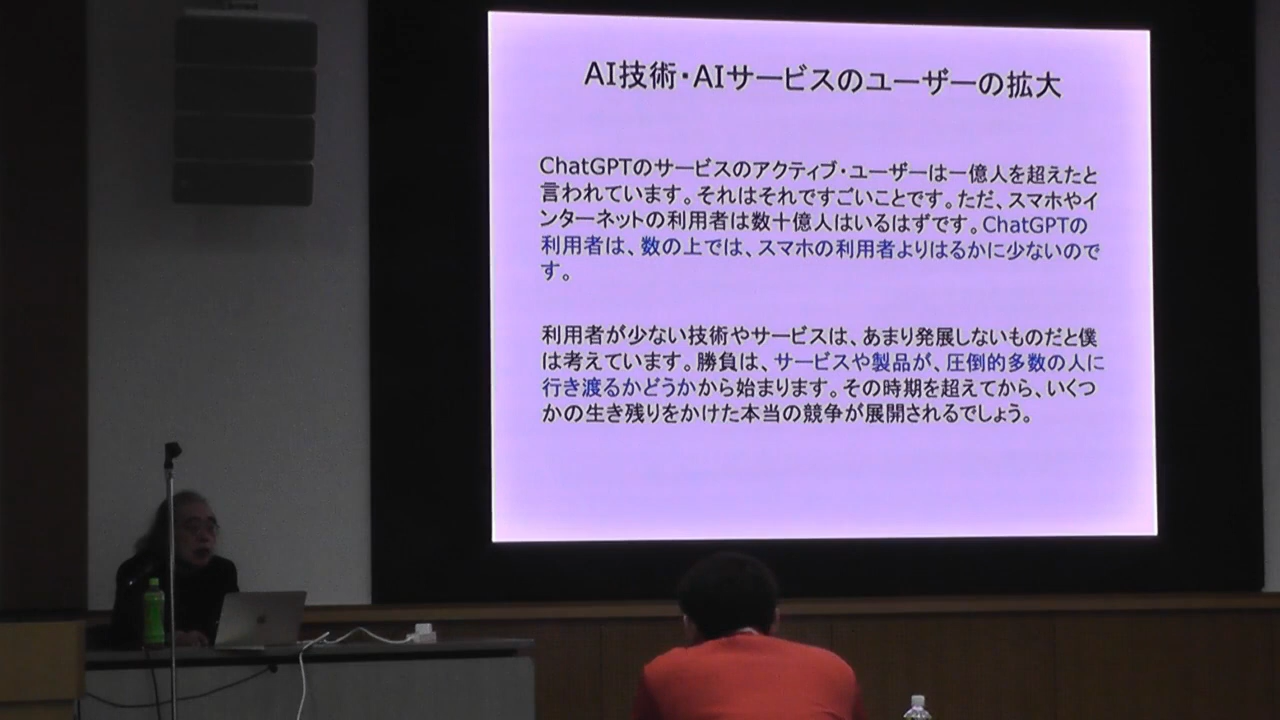 AI技術・AIサービスのユーザーの拡大
ChatGPTのサービスのアクティブ・ユーザーは一億人を超えたと
言われています。それはそれですごいことです。ただ、スマホやイ
ンターネットの利用者は数十億人はいるはずです。ChatGPTの
利用者は、数の上では、スマホの利用者よりはるかに少ないので
す。
利用者が少ない技術やサービスは、あまり発展しないものだと僕
は考えています。勝負は、サービスや製品が、圧倒的多数の人に
行き渡るかどうかから始まります。その時期を超えてから、いくつ
かの生き残りをかけた本当の競争が展開されるでしょう。